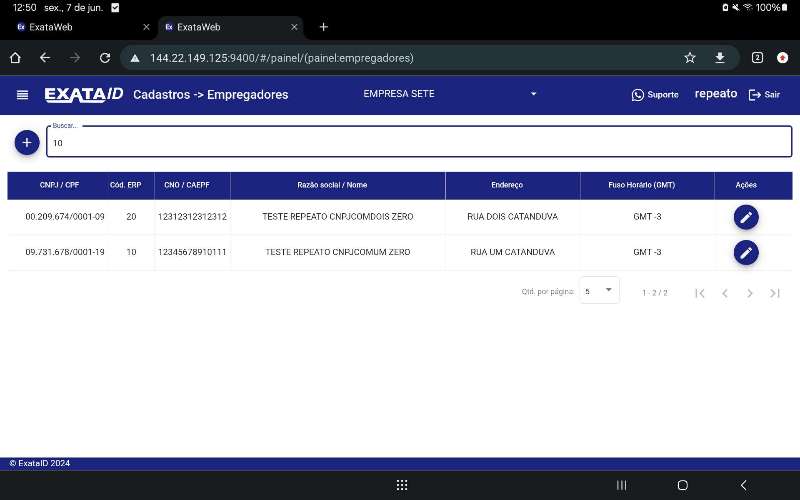 12:50 sex., 7 de jun.
100%
ExataWeb
ExataWeb
144.22.149.125:9400/#/painel/(painel:empregadores)
2
EXATAID
Cadastros -> Empregadores
EMPRESA SETE
Suporte
repeato
Sair
Buscar...
10
CNPJ / CPF Cód. ERP CNO / CAEPF Razão social / Nome Endereço Fuso Horário (GMT) Ações
00.209.674/0001-09 20 12312312312312 TESTE REPEATO CNPJCOMDOIS ZERO RUA DOIS CATANDUVA GMT -3
09.731.678/0001-19 10 12345678910111 TESTE REPEATO CNPJCOMUM ZERO RUA UM CATANDUVA GMT -3
Qtd. por página: 5 1 - 2 / 2
© ExataID 2024